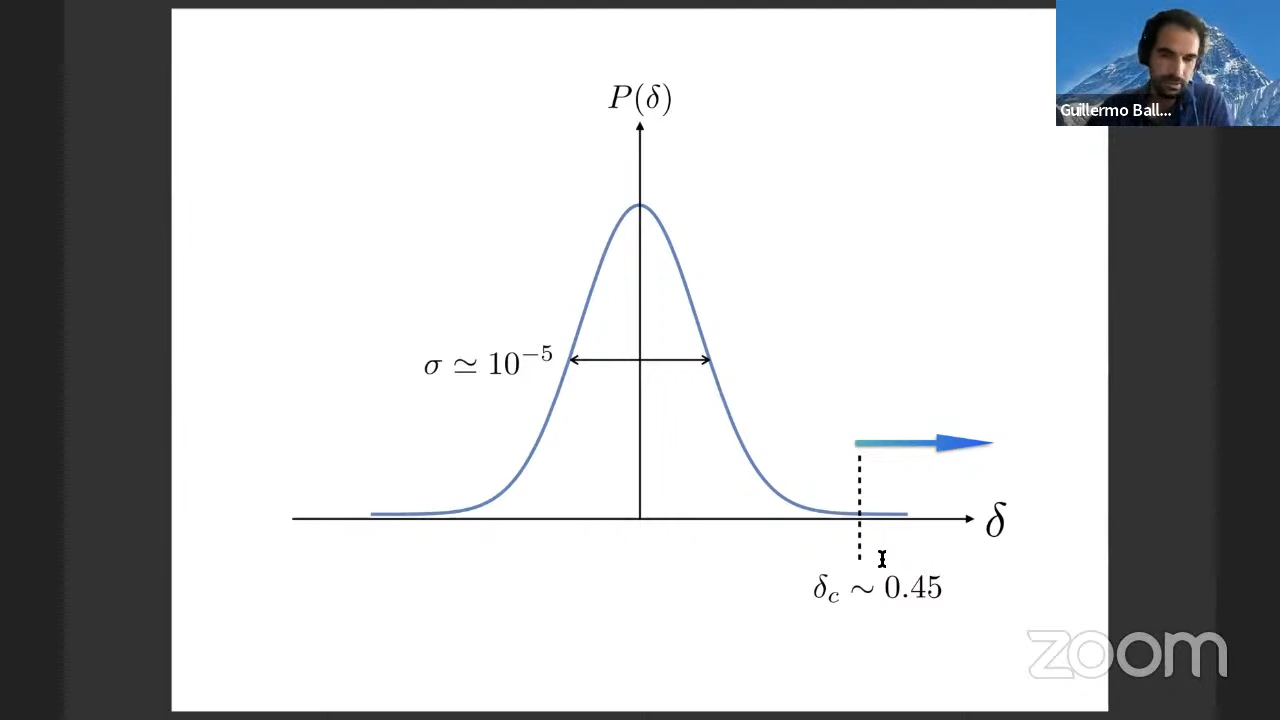 Guillermo Ball...
P(δ)
σ ≃ 10⁻⁵
δ
δ_c ∼ 0.45
zoom